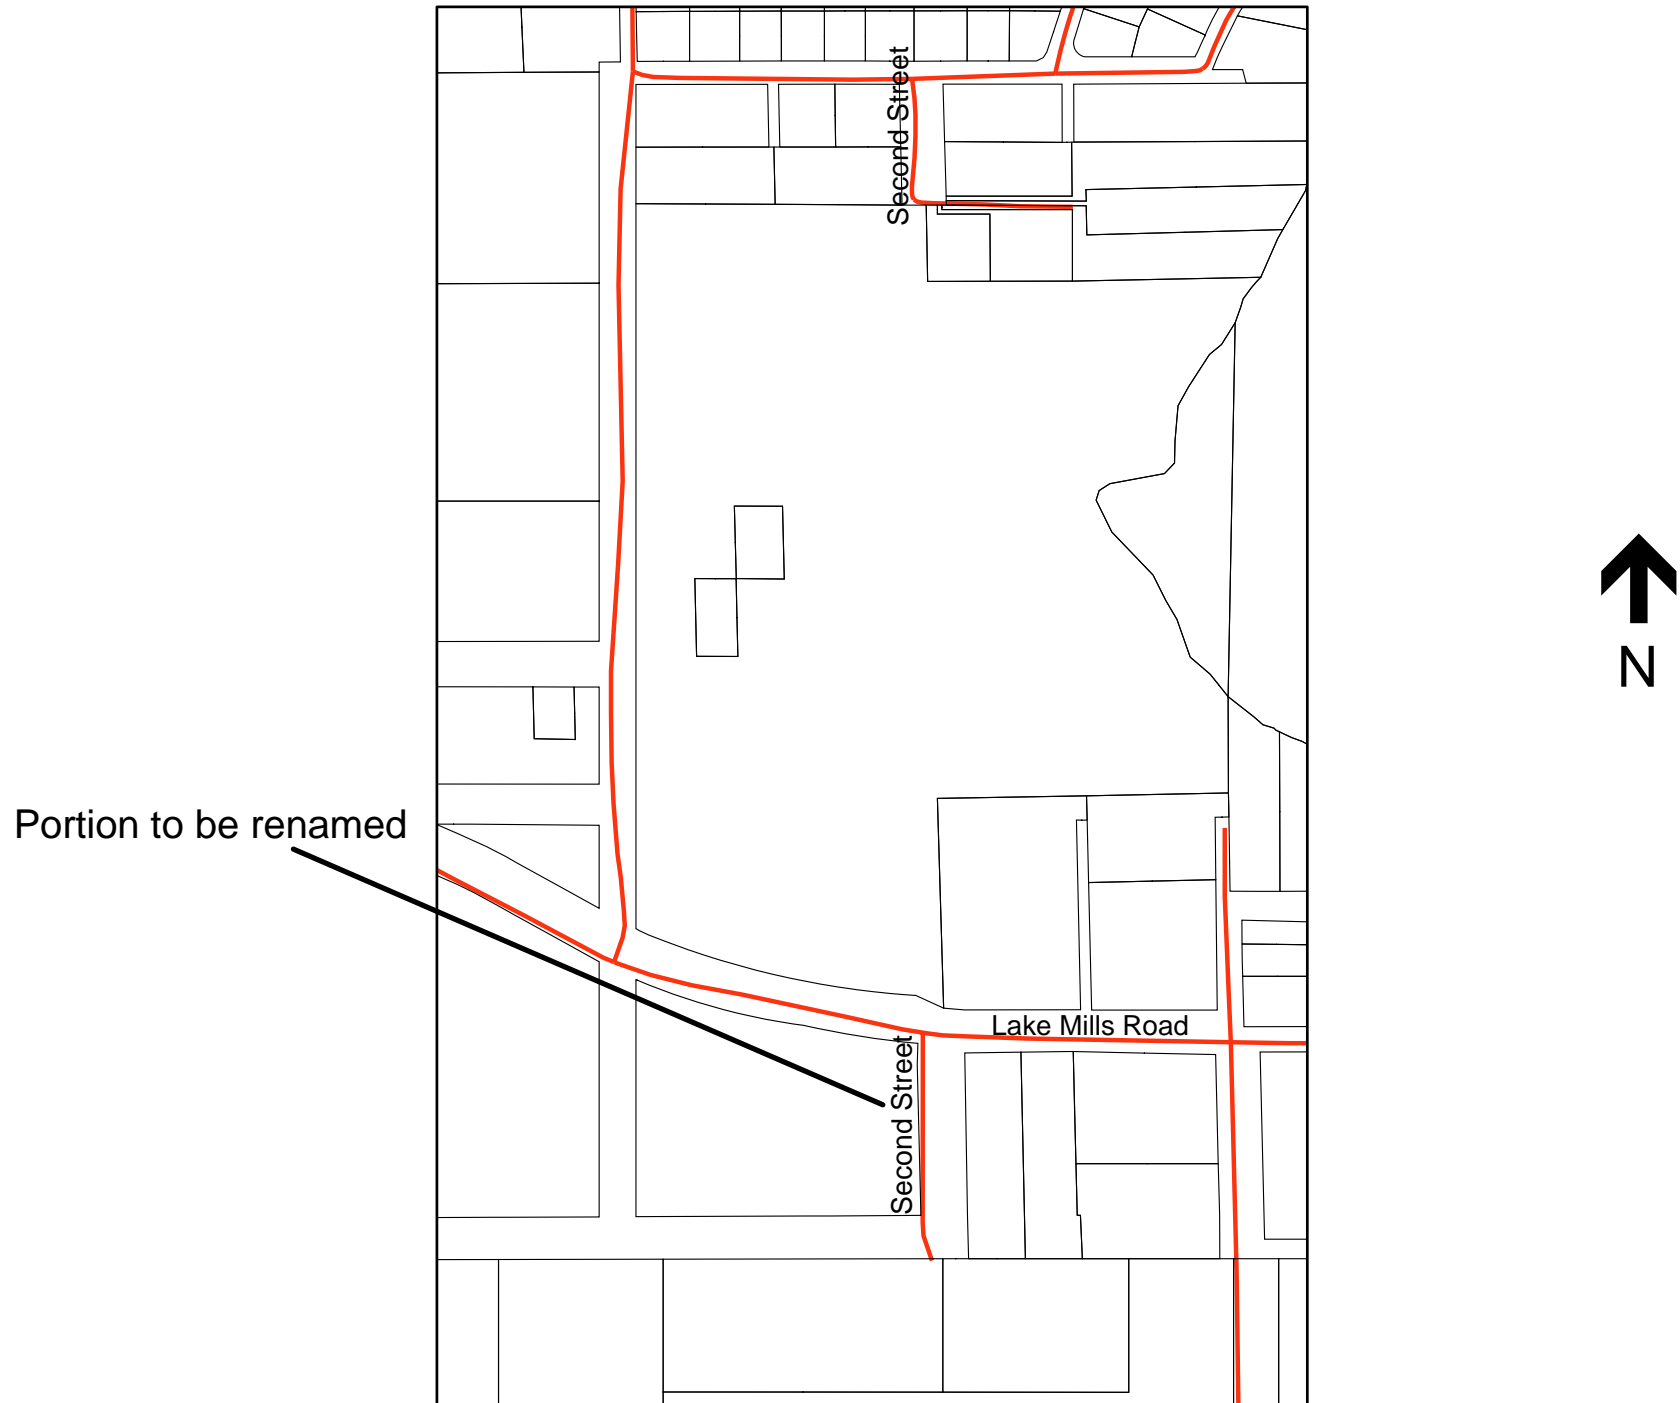 Second Street
N
Portion to be renamed
Lake Mills Road
Second Street